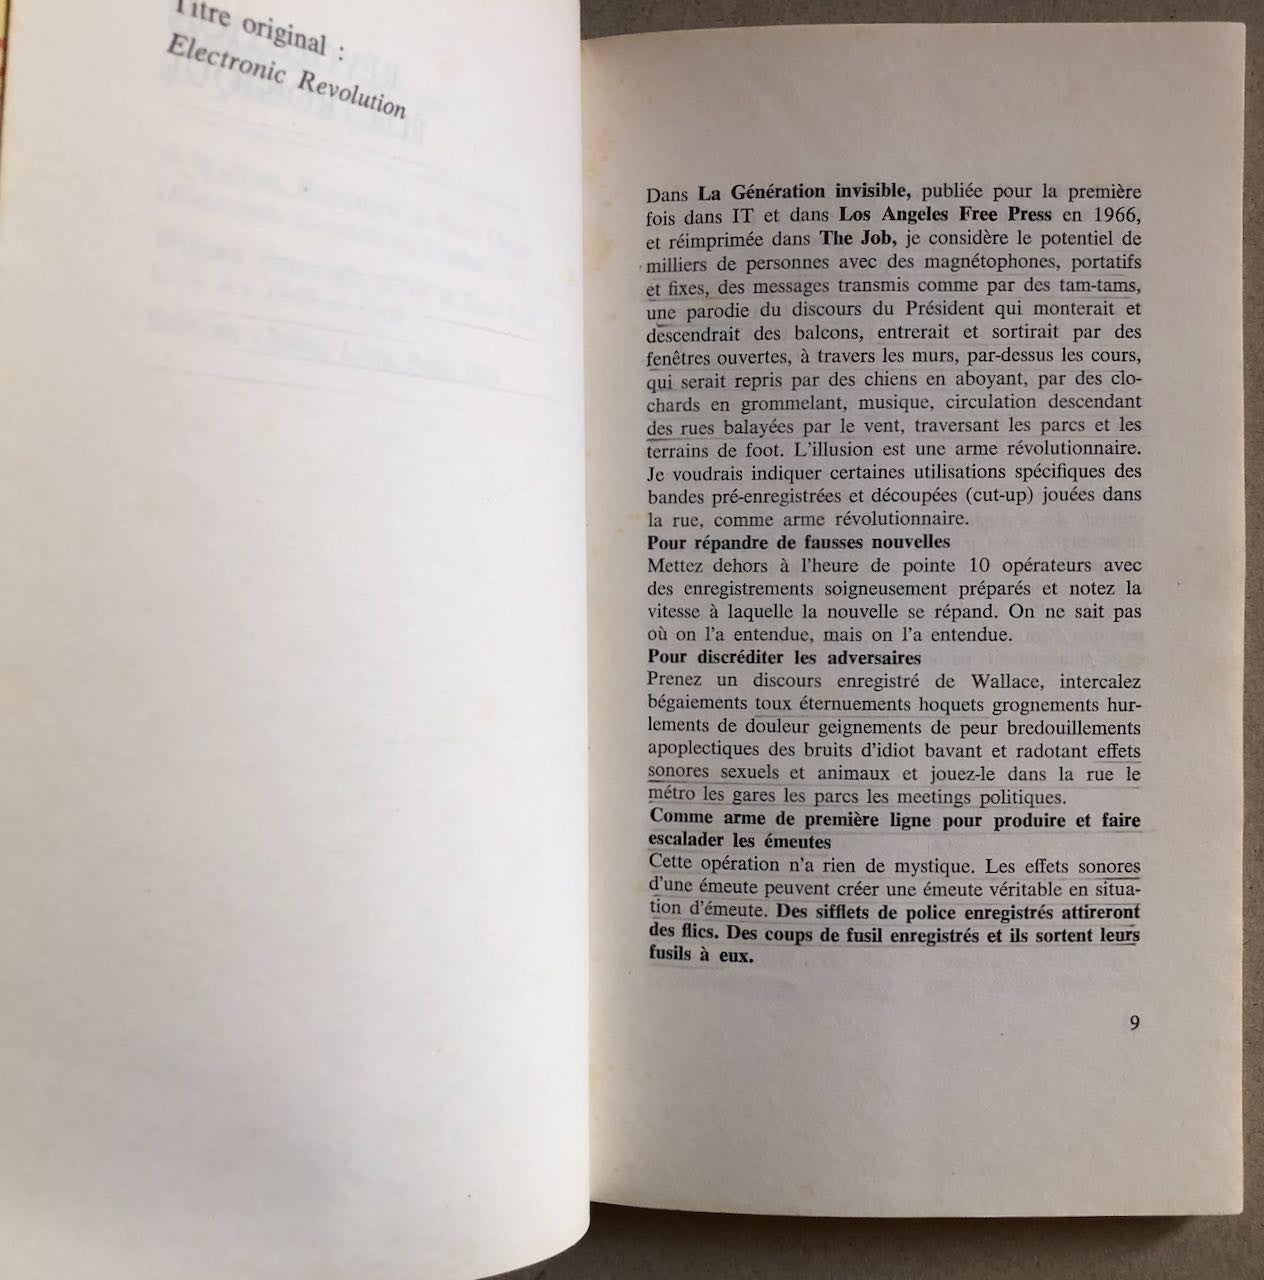 Titre original :
Electronic Revolution
Dans La Génération invisible, publiée pour la première
fois dans IT et dans Los Angeles Free Press en 1966,
et réimprimée dans The Job, je considère le potentiel de
milliers de personnes avec des magnétophones, portatifs
et fixes, des messages transmis comme par des tam-tams,
une parodie du discours du Président qui monterait et
descendrait des balcons, entrerait et sortirait par des
fenêtres ouvertes, à travers les murs, par-dessus les cours,
qui serait repris par des chiens en aboyant, par des clo-
chards en grommelant, musique, circulation descendant
des rues balayées par le vent, traversant les parcs et les
terrains de foot. L'illusion est une arme révolutionnaire.
Je voudrais indiquer certaines utilisations spécifiques des
bandes pré-enregistrées et découpées (cut-up) jouées dans
la rue, comme arme révolutionnaire.
Pour répandre de fausses nouvelles
Mettez dehors à l'heure de pointe 10 opérateurs avec
des enregistrements soigneusement préparés et notez la
vitesse à laquelle la nouvelle se répand. On ne sait pas
où on l'a entendue, mais on l'a entendue.
Pour discréditer les adversaires
Prenez un discours enregistré de Wallace, intercalez
bégaiements toux éternuements hoquets grognements hur-
lements de douleur geignements de peur bredouillements
apoplectiques des bruits d'idiot bavant et radotant effets
sonores sexuels et animaux et jouez-le dans la rue le
métro les gares les parcs les meetings politiques.
Comme arme de première ligne pour produire et faire
escalader les émeutes
Cette opération n'a rien de mystique. Les effets sonores
d'une émeute peuvent créer une émeute véritable en situa-
tion d'émeute. Des sifflets de police enregistrés attireront
des flics. Des coups de fusil enregistrés et ils sortent leurs
fusils à eux.
9